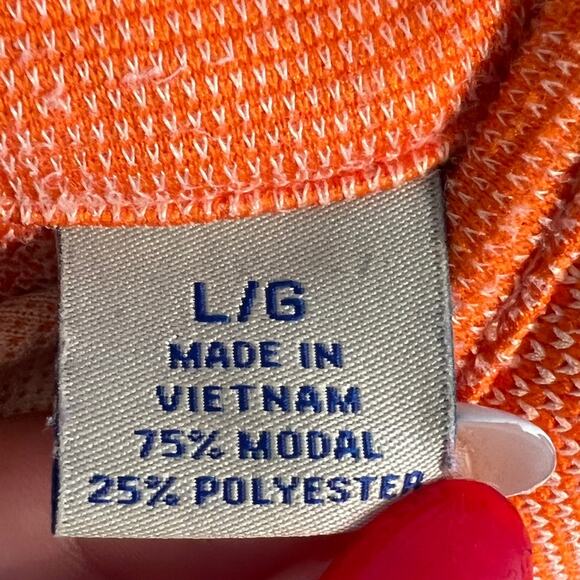 L/G
MADE IN
VIETNAM
75% MODAL
25% POLYESTER